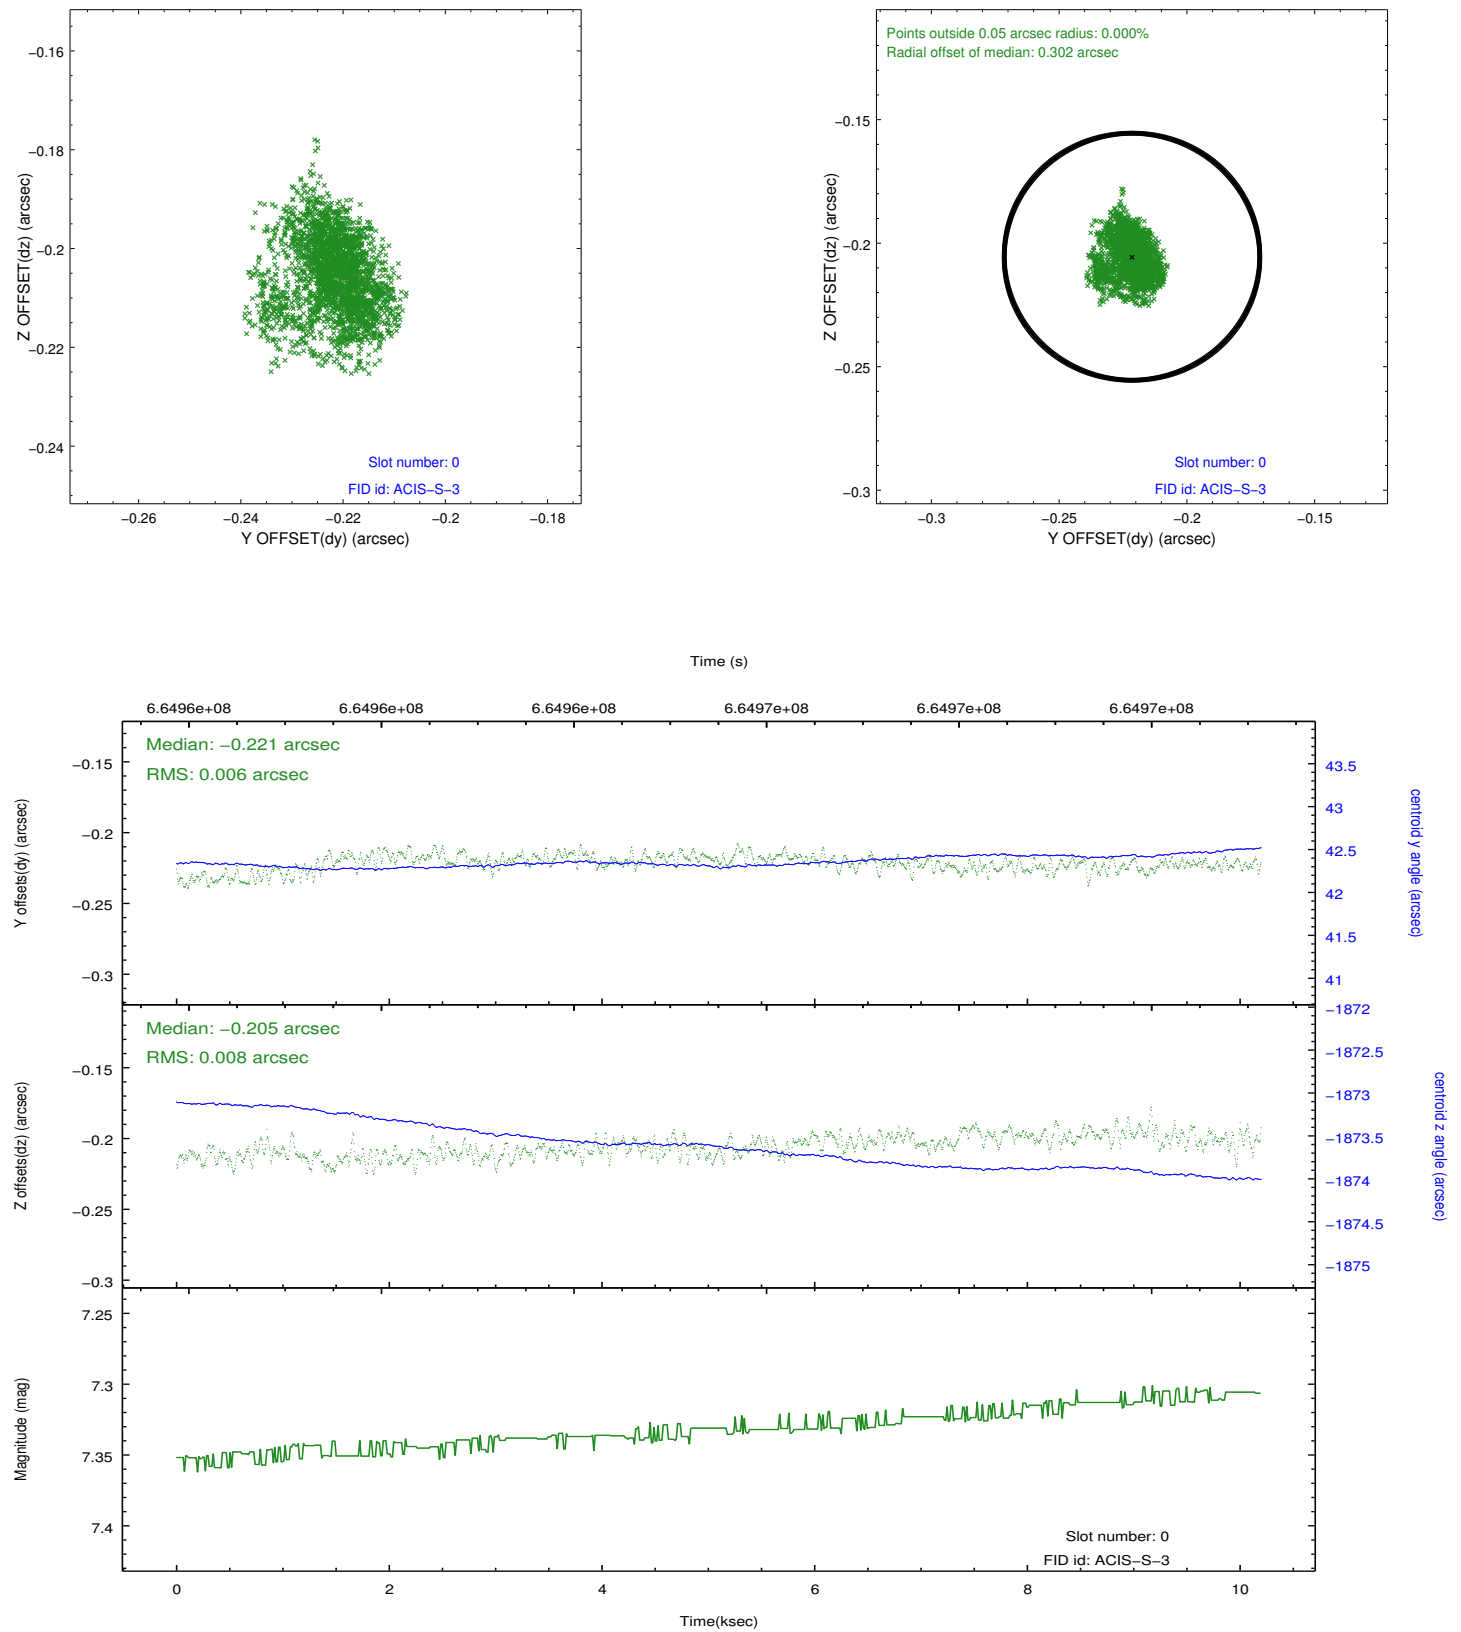 −0.16
−0.18
−0.2
−0.22
−0.24
Z OFFSET(dz) (arcsec)
Slot number: 0
FID id: ACIS−S−3
−0.26
−0.24
−0.22
−0.2
−0.18
Y OFFSET(dy) (arcsec)
Points outside 0.05 arcsec radius: 0.000%
Radial offset of median: 0.302 arcsec
−0.15
−0.2
−0.25
−0.3
Z OFFSET(dz) (arcsec)
Slot number: 0
FID id: ACIS−S−3
−0.3
−0.25
−0.2
−0.15
Y OFFSET(dy) (arcsec)
Time (s)
6.6496e+08
6.6496e+08
6.6496e+08
6.6497e+08
6.6497e+08
6.6497e+08
Median: −0.221 arcsec
RMS: 0.006 arcsec
−0.15
−0.2
−0.25
−0.3
Y offsets(dy) (arcsec)
43.5
43
42.5
42
41.5
41
centroid y angle (arcsec)
Median: −0.205 arcsec
RMS: 0.008 arcsec
−0.15
−0.2
−0.25
−0.3
Z offsets(dz) (arcsec)
−1872
−1872.5
−1873
−1873.5
−1874
−1874.5
−1875
centroid z angle (arcsec)
7.25
7.3
7.35
7.4
Magnitude (mag)
Slot number: 0
FID id: ACIS−S−3
0
2
4
6
8
10
Time(ksec)